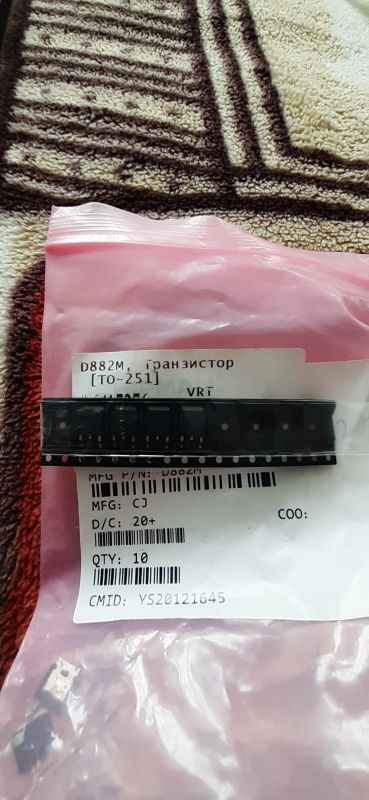 D882M, Транзистор
[TO-251]
VRT
MFG P/N: D882M
MFG: CJ
D/C: 20+
COO:
QTY: 10
CMID: YS20121645